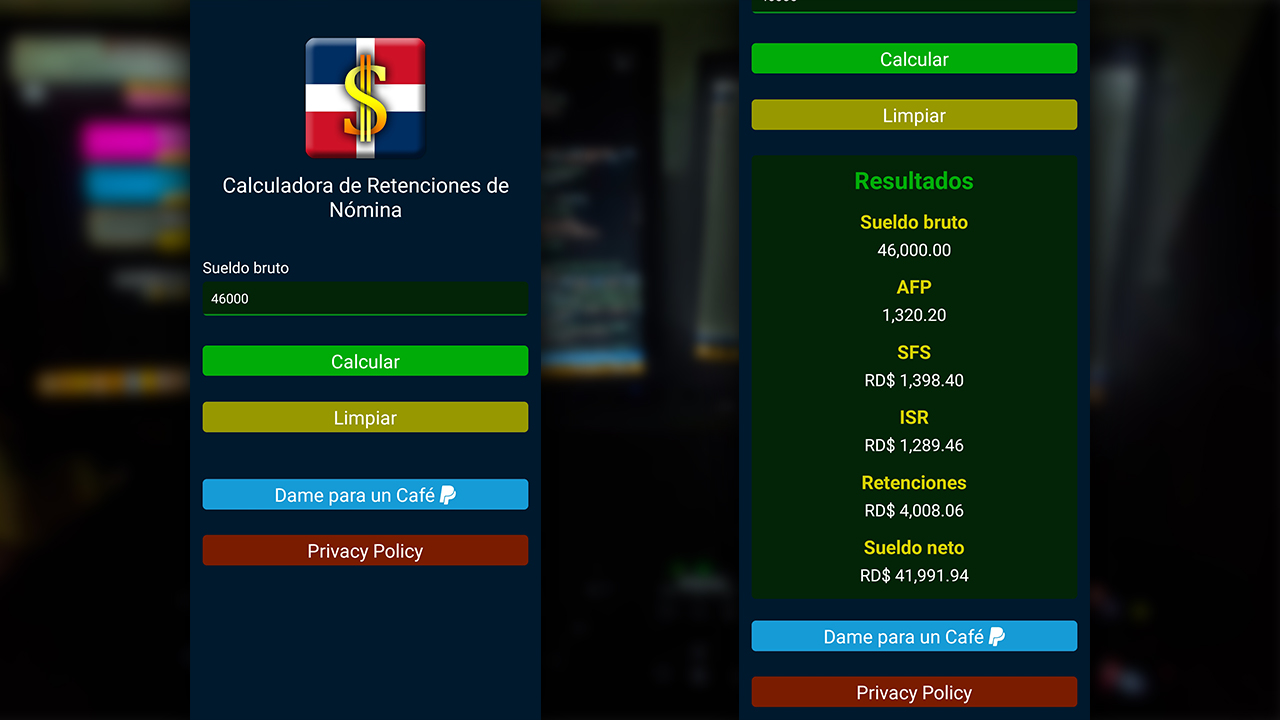 $
Calculadora de Retenciones de
Nómina
Sueldo bruto
46000
Calcular
Limpiar
Dame para un Café
Privacy Policy
Calcular
Limpiar
Resultados
Sueldo bruto
46,000.00
AFP
1,320.20
SFS
RD$ 1,398.40
ISR
RD$ 1,289.46
Retenciones
RD$ 4,008.06
Sueldo neto
RD$ 41,991.94
Dame para un Café
Privacy Policy